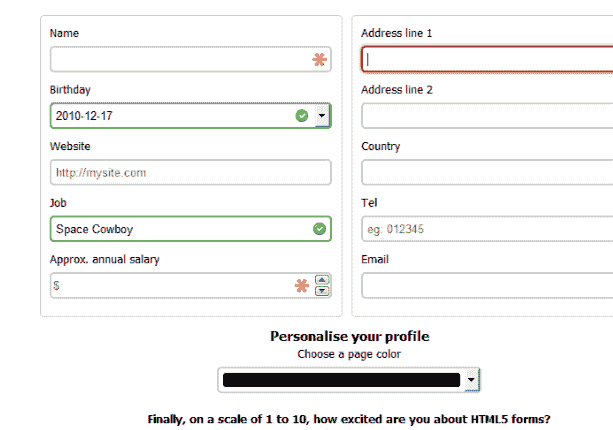 Name
Birthday
2010-12-17
Website
http://mysite.com
Job
Space Cowboy
Approx. annual salary
$
Address line 1
Address line 2
Country
Tel
eg: 012345
Email
Personalise your profile
Choose a page color
Finally, on a scale of 1 to 10, how excited are you about HTML5 forms?